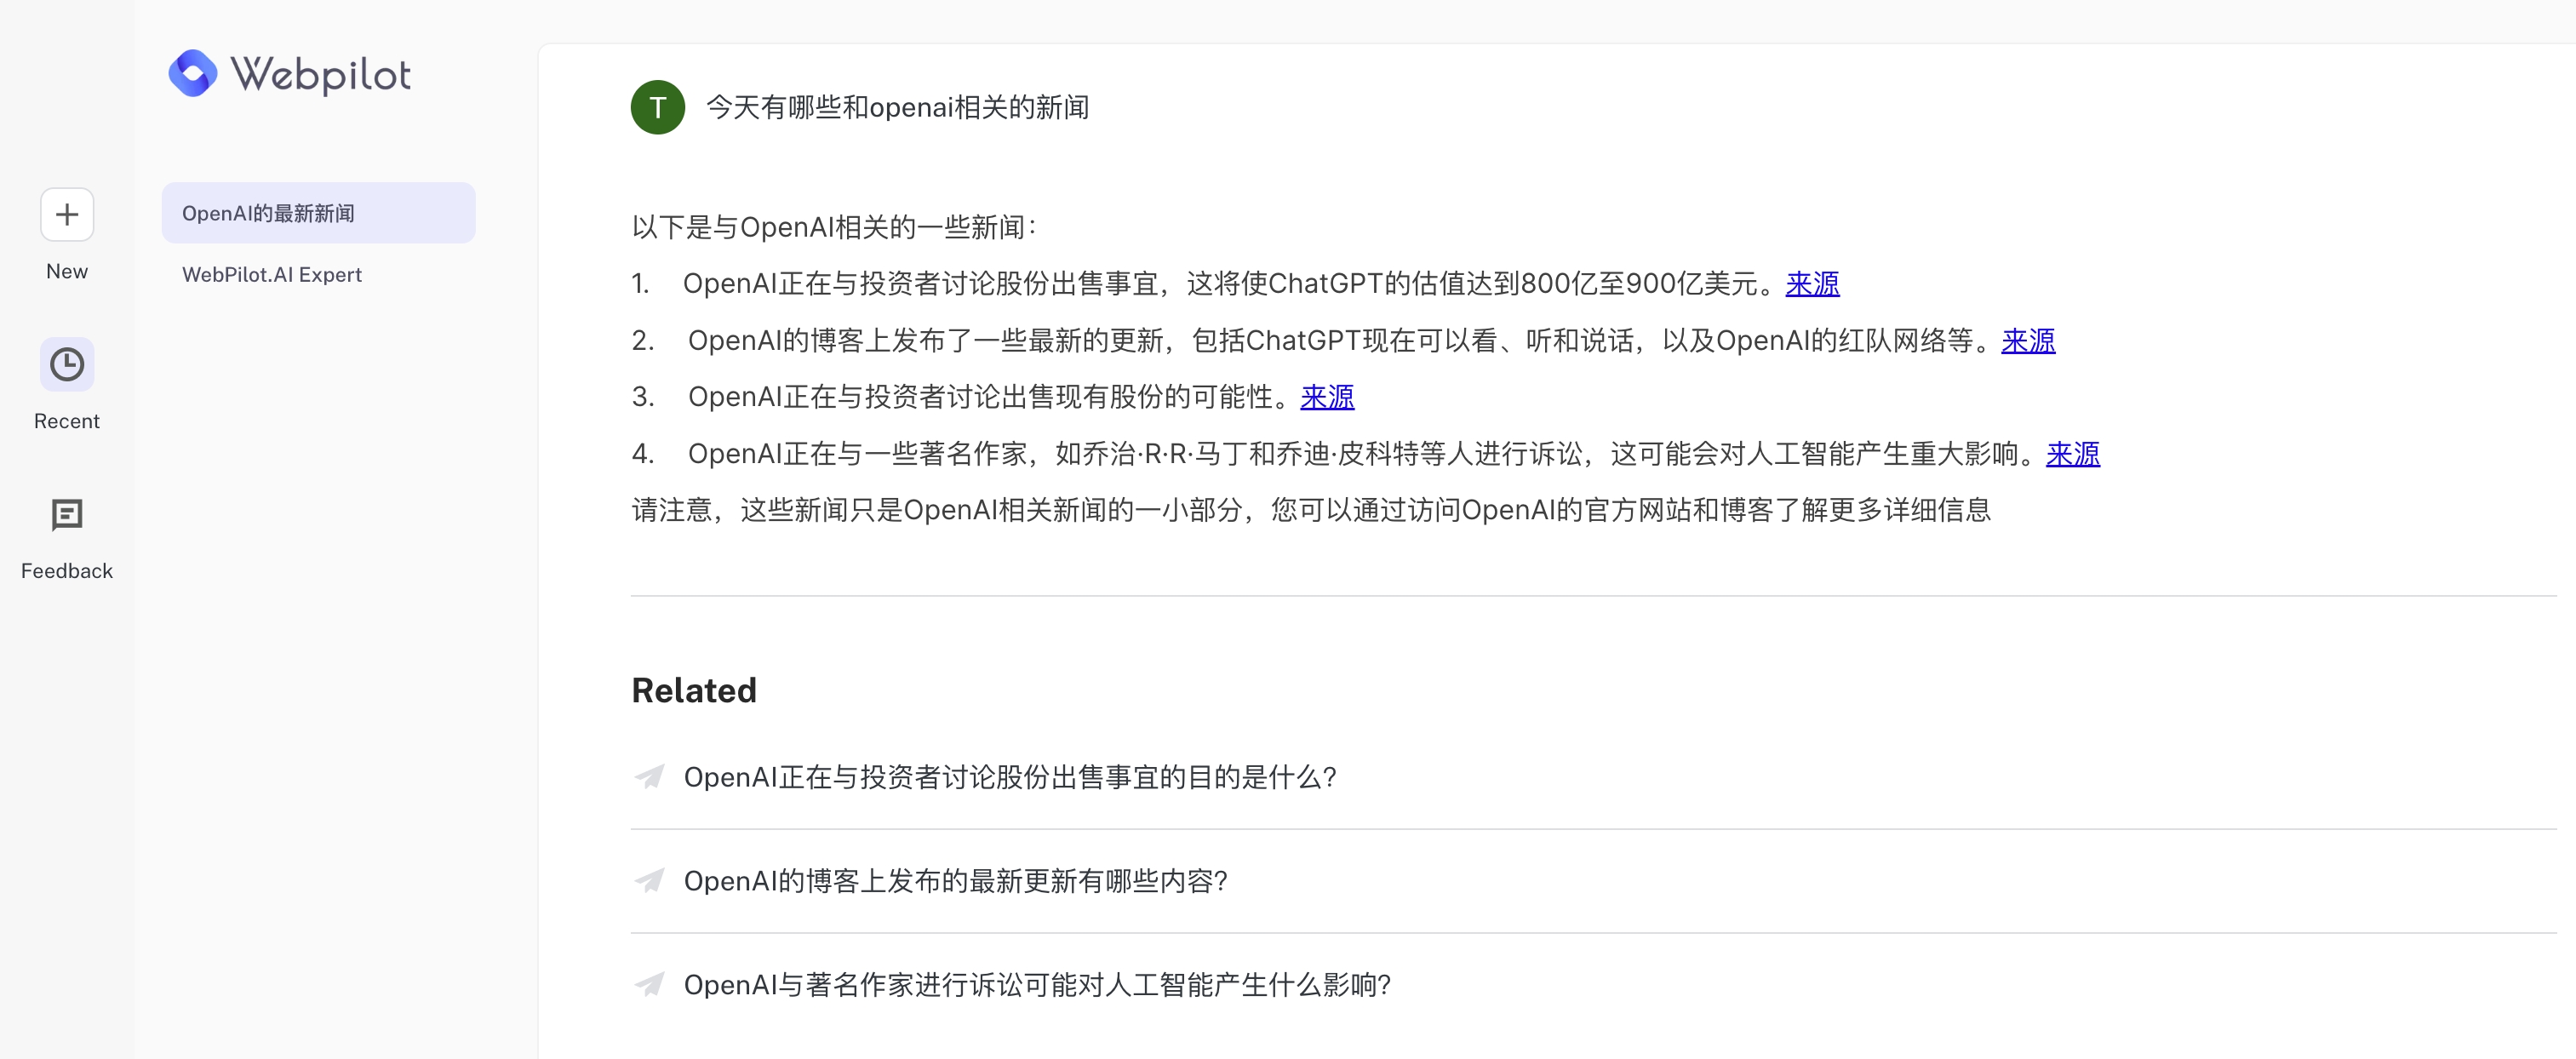 Webpilot
New
Recent
Feedback
OpenAI的最新新闻
WebPilot.AI Expert
T 今天有哪些和openai相关的新闻
以下是与OpenAI相关的一些新闻：
1. OpenAI正在与投资者讨论股份出售事宜，这将使ChatGPT的估值达到800亿至900亿美元。来源
2. OpenAI的博客上发布了一些最新的更新，包括ChatGPT现在可以看、听和说话，以及OpenAI的红队网络等。来源
3. OpenAI正在与投资者讨论出售现有股份的可能性。来源
4. OpenAI正在与一些著名作家，如乔治·R·R·马丁和乔迪·皮科特等人进行诉讼，这可能会对人工智能产生重大影响。来源
请注意，这些新闻只是OpenAI相关新闻的一小部分，您可以通过访问OpenAI的官方网站和博客了解更多详细信息
Related
OpenAI正在与投资者讨论股份出售事宜的目的是什么？
OpenAI的博客上发布的最新更新有哪些内容？
OpenAI与著名作家进行诉讼可能对人工智能产生什么影响？